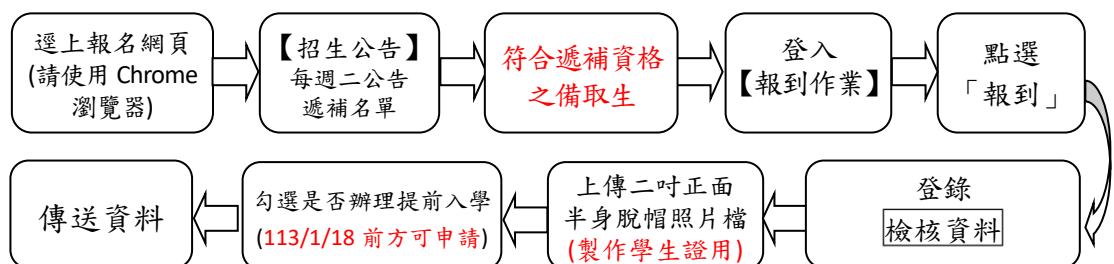 逕上報名網頁
(請使用 Chrome
瀏覽器)
【招生公告】
每週二公告
遞補名單
符合遞補資格
之備取生
登入
【報到作業】
點選
「報到」
登錄
檢核資料
上傳二吋正面
半身脫帽照片檔
(製作學生證用)
勾選是否辦理提前入學
(113/1/18 前方可申請)
傳送資料